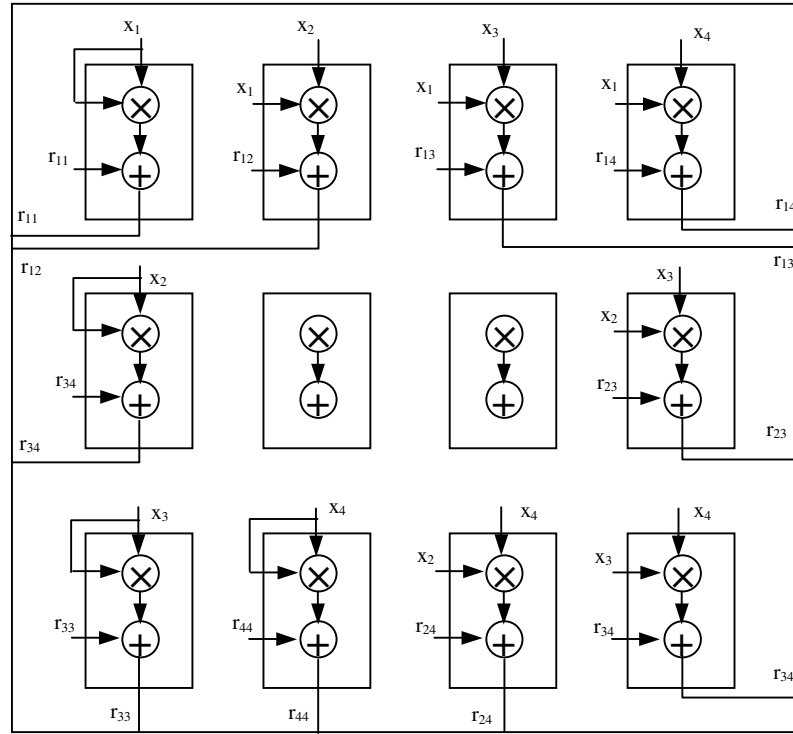 x₁ x₂ x₃ x₄
x₁ x₁ x₁
r₁₁ r₁₂ r₁₃ r₁₄
r₁₁ r₁₄
r₁₂ r₁₃
x₂ x₃
x₂
r₃₄ r₂₃
r₃₄ r₂₃
x₃ x₄ x₄ x₄
x₂ x₃
r₃₃ r₄₄ r₂₄ r₃₄
r₃₄
r₃₃ r₄₄ r₂₄